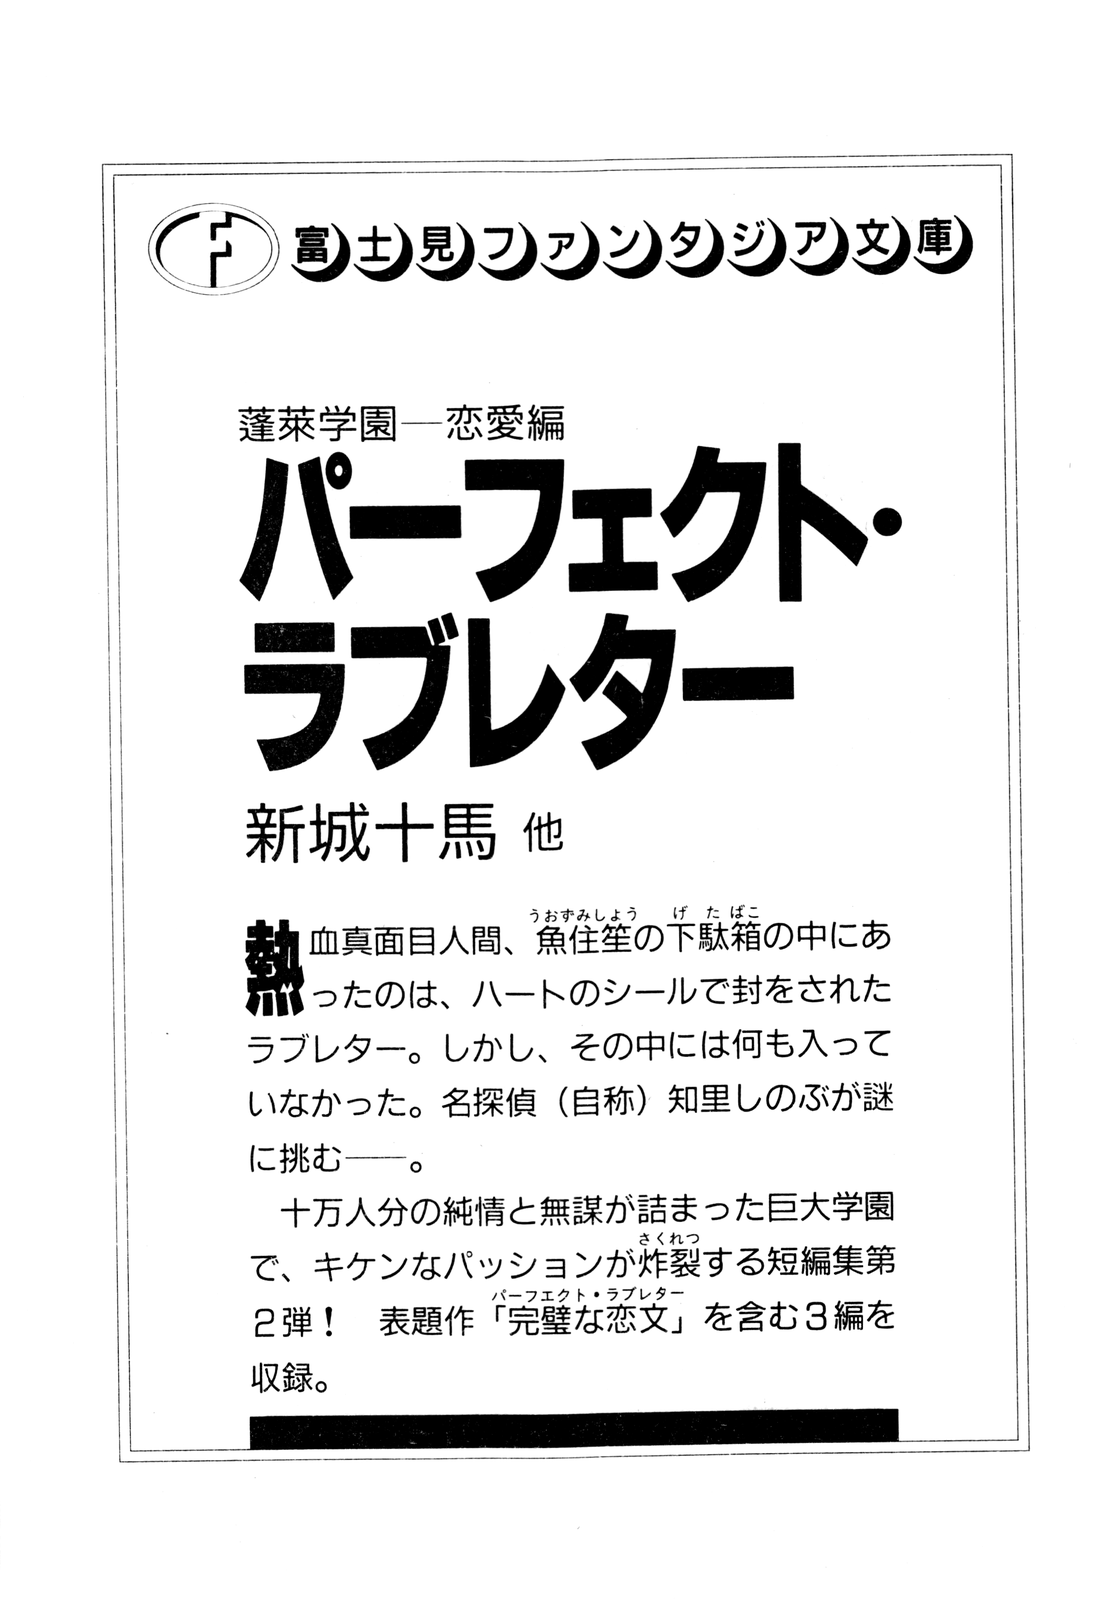 富士見ファンタジア文庫
蓬萊学園―恋愛編
パーフェクト・
ラブレター
新城十馬 他
うおずみしょう げたばこ
熱血真面目人間、魚住笙の下駄箱の中にあ
ったのは、ハートのシールで封をされた
ラブレター。しかし、その中には何も入って
いなかった。名探偵（自称）知里しのぶが謎
に挑む――。
十万人分の純情と無謀が詰まった巨大学園
さくれつ
で、キケンなパッションが炸裂する短編集第
パーフェクト・ラブレター
2弾！ 表題作「完璧な恋文」を含む3編を
収録。